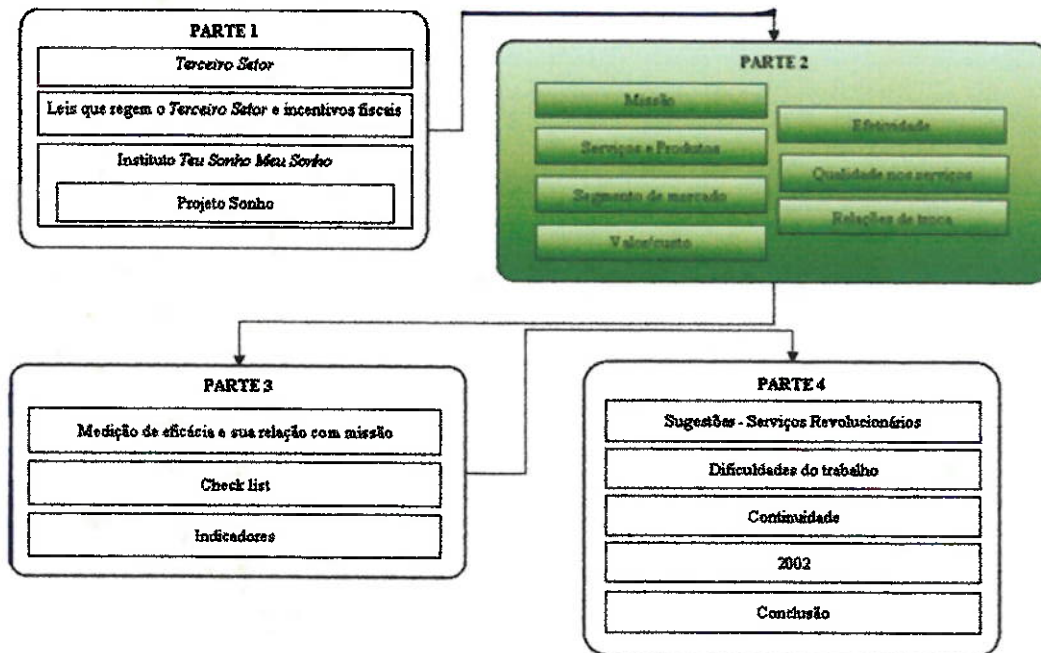 PARTE 1
Terceiro Setor
Leis que regem o Terceiro Setor e incentivos fiscais
Instituto Teu Sonho Meu Sonho
Projeto Sonho
PARTE 2
Missão
Serviços e Produtos
Segmento de mercado
Valor/custo
Efetividade
Qualidade nos serviços
Relações de troca
PARTE 3
Medição de eficácia e sua relação com missão
Check list
Indicadores
PARTE 4
Sugestões - Serviços Revolucionários
Dificuldades do trabalho
Continuidade
2002
Conclusão